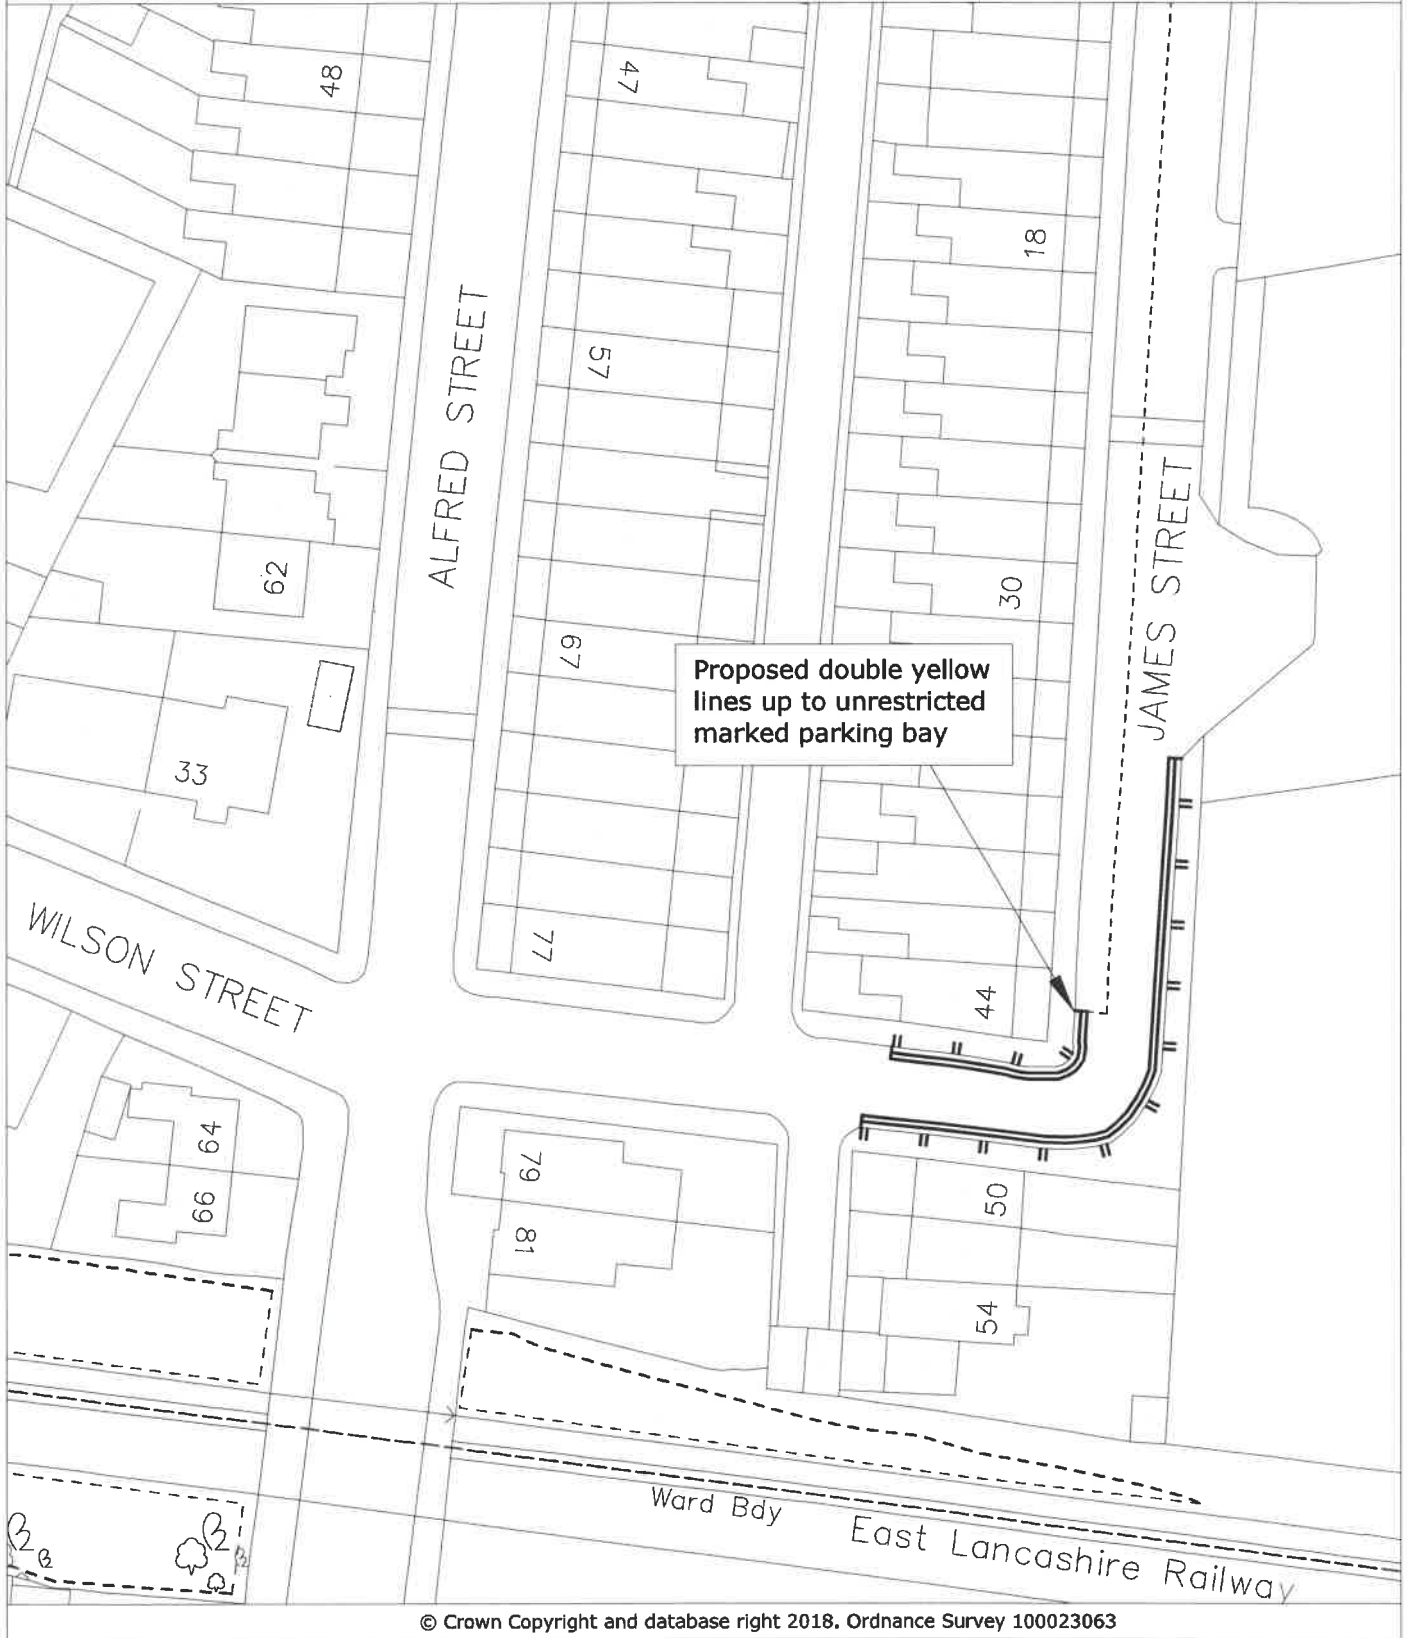 48
47
18
ALFRED STREET
57
62
30
JAMES STREET
67
Proposed double yellow
lines up to unrestricted
marked parking bay
33
WILSON STREET
77
44
64
79
66
50
81
54
Ward Bdy
East Lancashire Railway
© Crown Copyright and database right 2018. Ordnance Survey 100023063